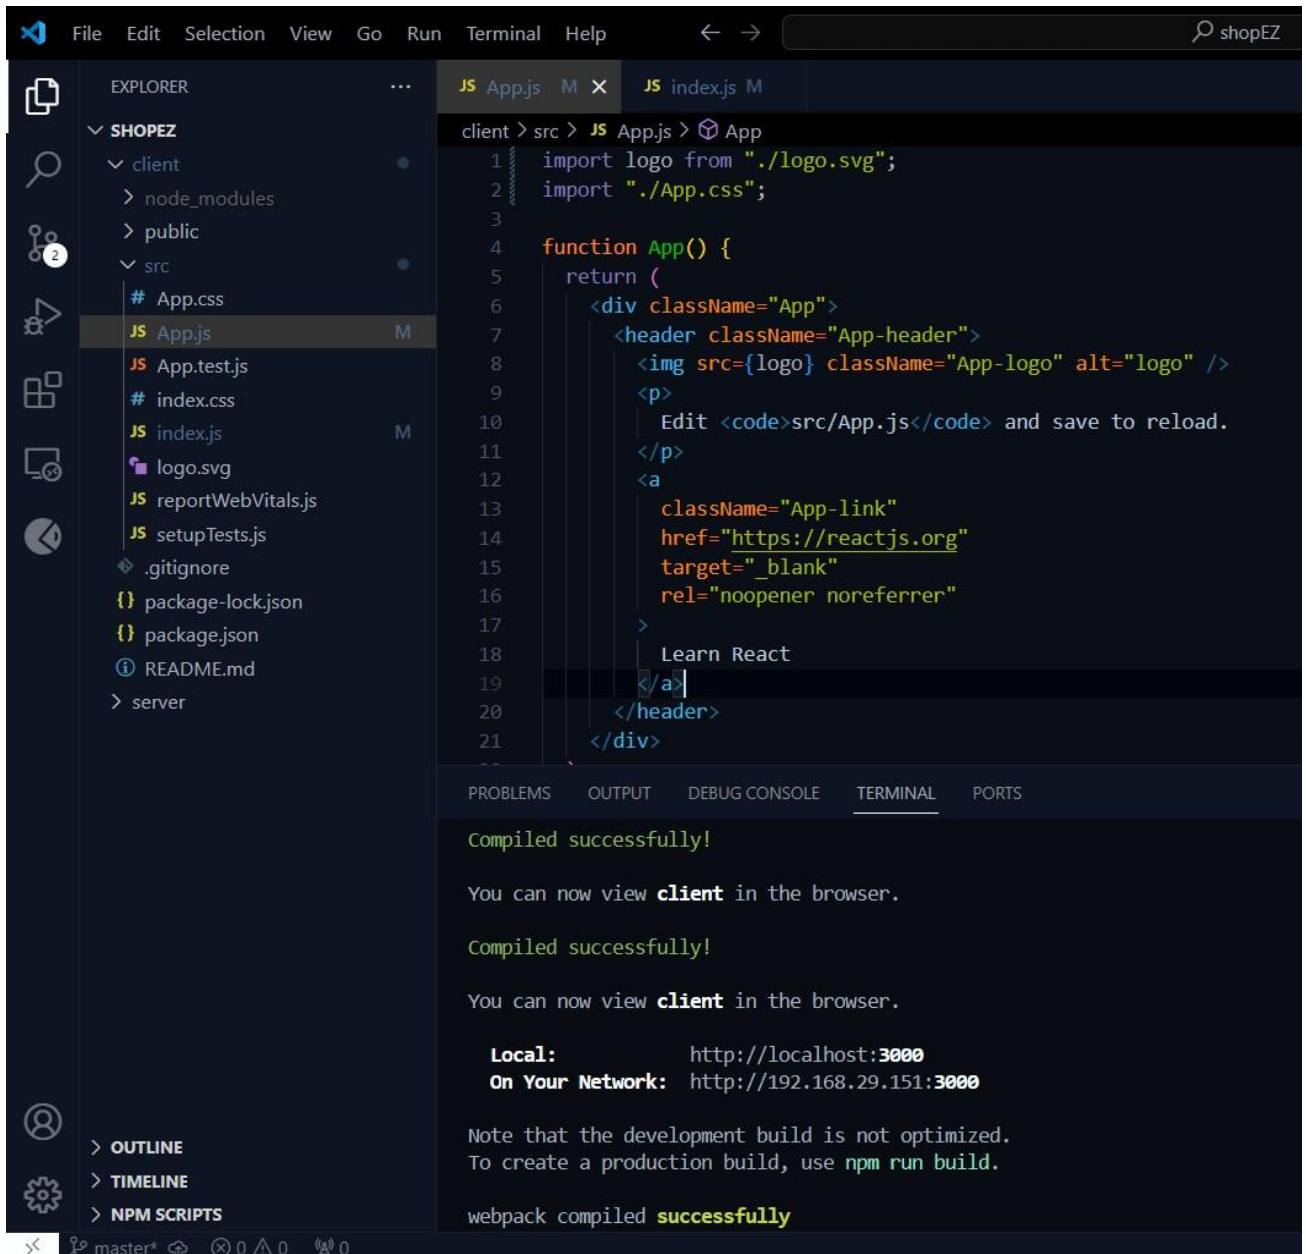 File Edit Selection View Go Run Terminal Help shopEZ
EXPLORER
SHOPEZ
client
node_modules
public
src
# App.css
JS App.js M
JS App.test.js
# index.css
JS index.js M
logo.svg
JS reportWebVitals.js
JS setupTests.js
.gitignore
{} package-lock.json
{} package.json
README.md
server
OUTLINE
TIMELINE
NPM SCRIPTS
2
JS App.js M JS index.js M
client > src > JS App.js > App
1 import logo from "./logo.svg";
2 import "./App.css";
3
4 function App() {
5 return (
6 <div className="App">
7 <header className="App-header">
8 <img src={logo} className="App-logo" alt="logo" />
9 <p>
10 Edit <code>src/App.js</code> and save to reload.
11 </p>
12 <a
13 className="App-link"
14 href="https://reactjs.org"
15 target="_blank"
16 rel="noopener noreferrer"
17 >
18 Learn React
19 </a>
20 </header>
21 </div>
PROBLEMS OUTPUT DEBUG CONSOLE TERMINAL PORTS
Compiled successfully!
You can now view client in the browser.
Compiled successfully!
You can now view client in the browser.
Local: http://localhost:3000
On Your Network: http://192.168.29.151:3000
Note that the development build is not optimized.
To create a production build, use npm run build.
webpack compiled successfully
master* 0 0 0